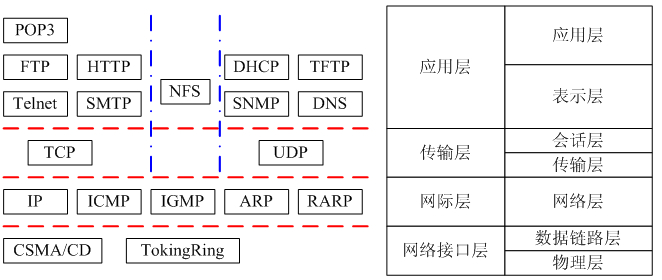 POP3
FTP HTTP DHCP TFTP
NFS
Telnet SMTP SNMP DNS
TCP UDP
IP ICMP IGMP ARP RARP
CSMA/CD TokingRing
应用层 应用层
表示层
传输层 会话层
传输层
网际层 网络层
网络接口层 数据链路层
物理层